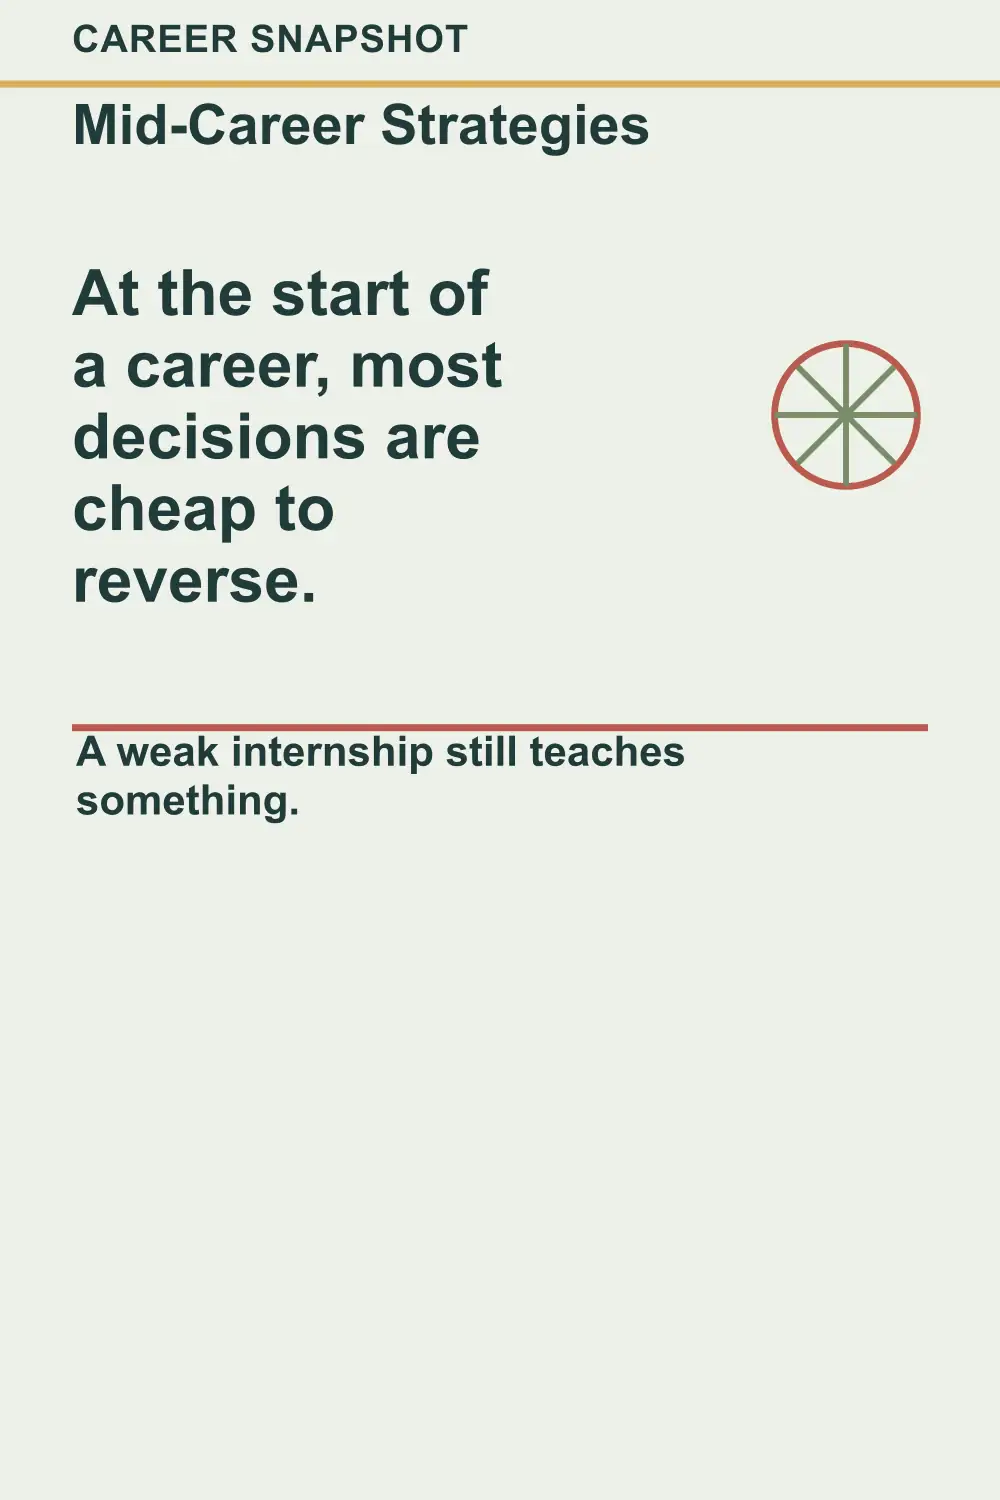 CAREER SNAPSHOT
Mid-Career Strategies
At the start of
a career, most
decisions are
cheap to
reverse.
A weak internship still teaches
something.